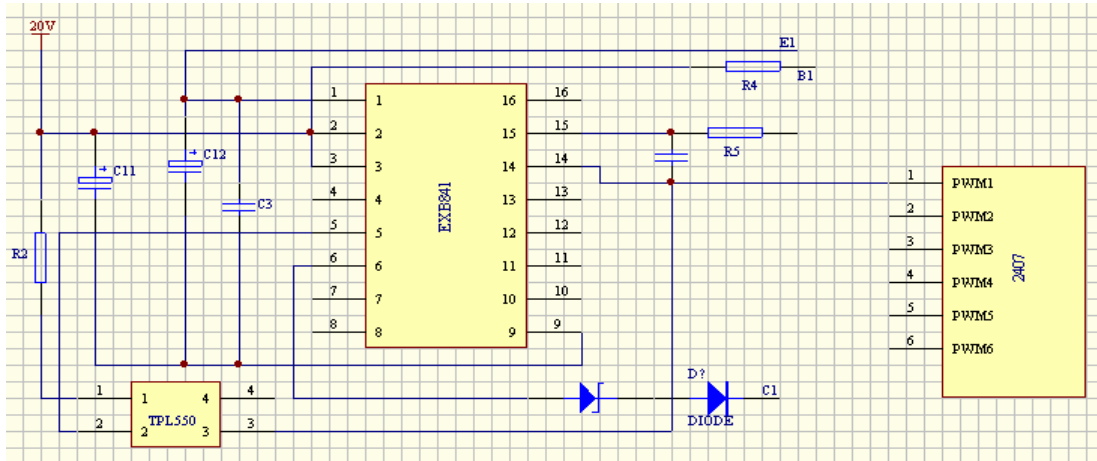 20V
E1
R4
B1
1 1 16 16
2 2 15 15
R5
3 3 14 14
4 4 13 13
5 5 12 12
6 6 11 11
7 7 10 10
8 8 9 9
EXB841
C11
C12
C3
R2
1 1 4 4
2 2 3 3
TPL550
D?
DIODE
C1
1 PWM1
2 PWM2
3 PWM3
4 PWM4
5 PWM5
6 PWM6
2407